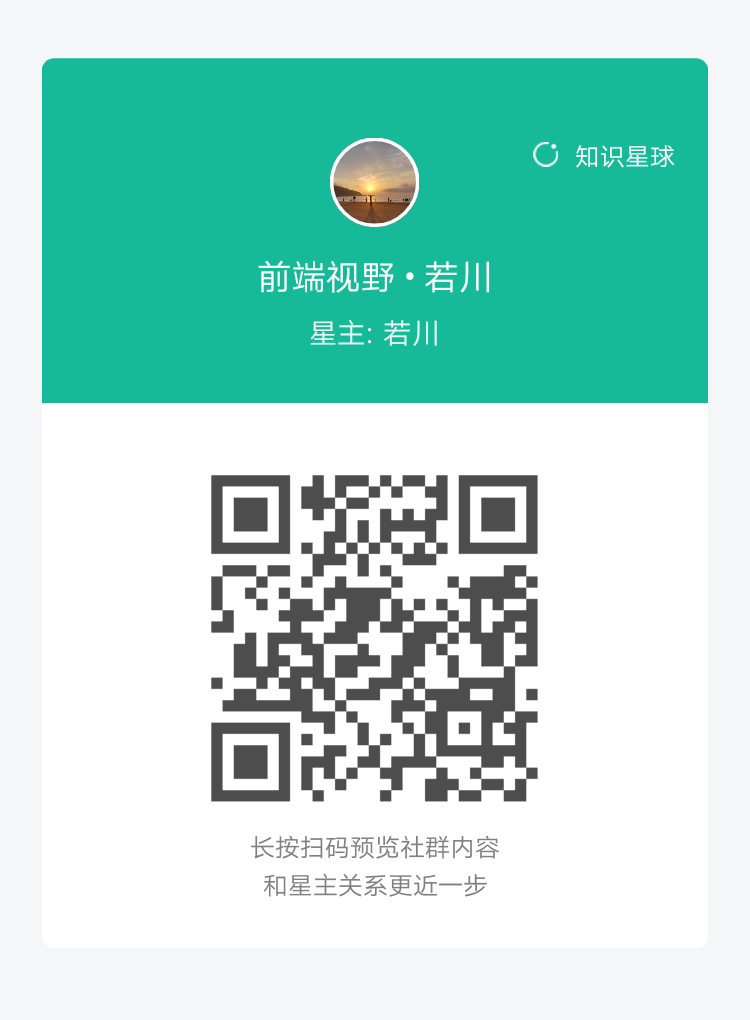 知识星球
前端视野 • 若川
星主: 若川
长按扫码预览社群内容
和星主关系更近一步